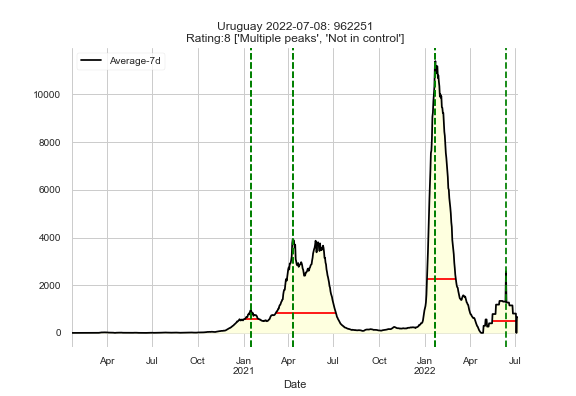 Uruguay 2022-07-08: 962251
Rating:8 ['Multiple peaks', 'Not in control']
Average-7d
10000
8000
6000
4000
2000
0
Apr Jul Oct Jan Apr Jul Oct Jan Apr Jul
2021 2022
Date